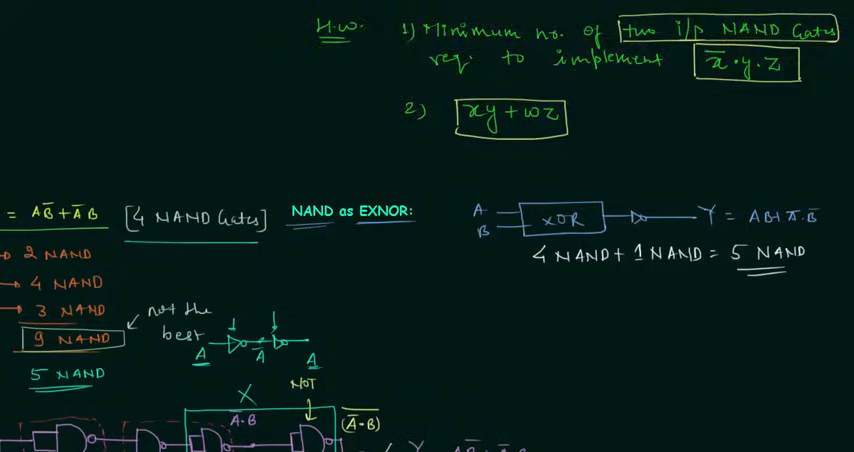 H.W. 1) Minimum no. of two i/p NAND Gates
req. to implement x̅·y·z
2) xy + wz
= AB̅ + A̅B [4 NAND Gates] NAND as EXNOR:
A
B
XOR
Y = AB + A̅.B̅
4 NAND + 1 NAND = 5 NAND
2 NAND
4 NAND
3 NAND
9 NAND
not the
best
5 NAND
A
A̅
A
X
NOT
A̅·B
(A̅·B)̅